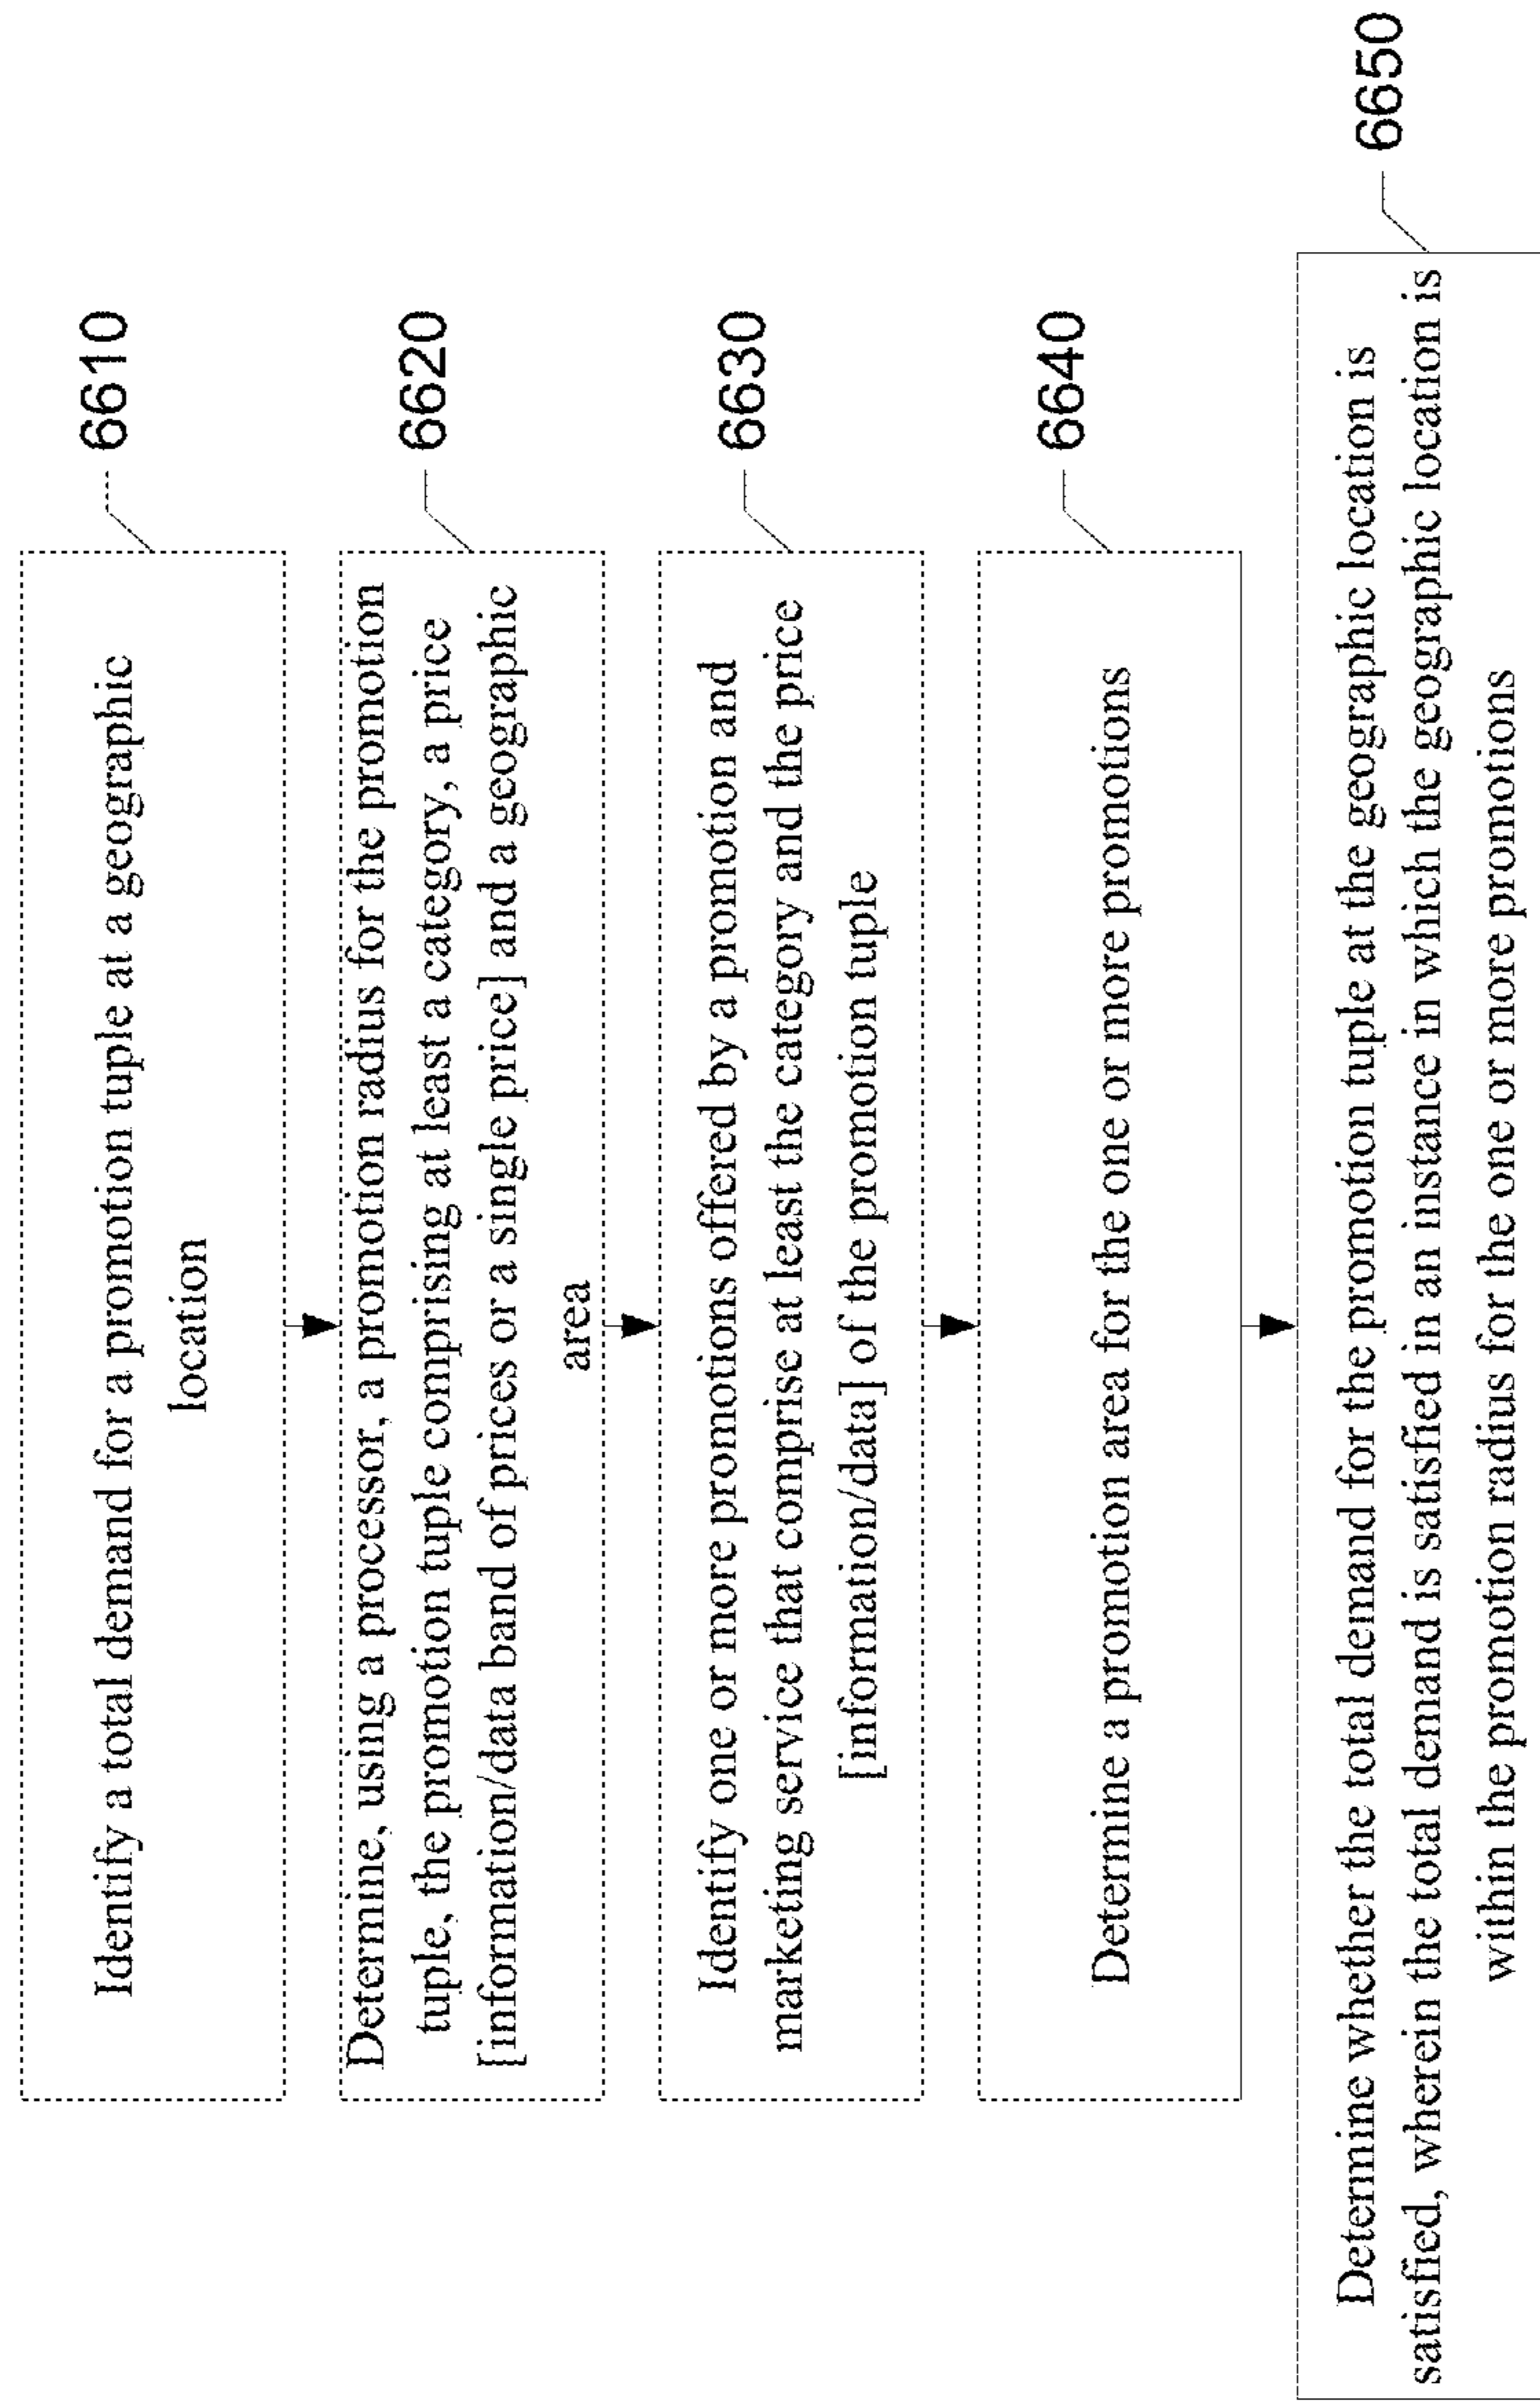 Identify a total demand for a promotion tuple at a geographic
location
6610
Determine, using a processor, a promotion radius for the promotion
tuple, the promotion tuple comprising at least a category, a price
[information/data band of prices or a single price] and a geographic
area
6620
Identify one or more promotions offered by a promotion and
marketing service that comprise at least the category and the price
[information/data] of the promotion tuple
6630
Determine a promotion area for the one or more promotions
6640
Determine whether the total demand for the promotion tuple at the geographic location is
satisfied, wherein the total demand is satisfied in an instance in which the geographic location is
within the promotion radius for the one or more promotions
6650